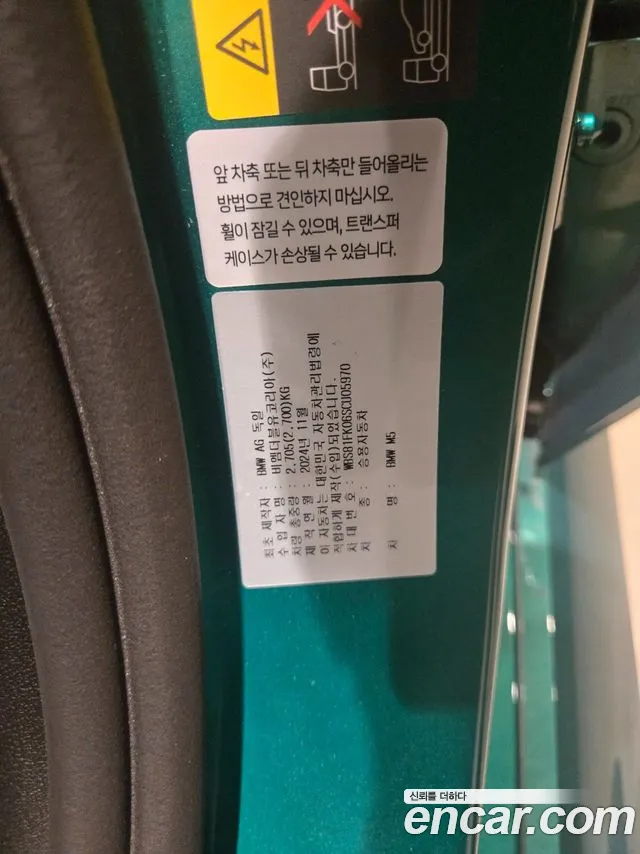 앞 차축 또는 뒤 차축만 들어올리는
방법으로 견인하지 마십시오.
휠이 잠길 수 있으며, 트랜스퍼
케이스가 손상될 수 있습니다.
최초 제작자 : BMW AG 독일
수 입 자 명 : 비엠더블유코리아(주)
차량 총중량 : 2.705(2.700)KG
제 작 연 월 : 2024년 11월
이 자동차는 대한민국 자동차관리법령에
적합하게 제작(수입)되었습니다.
차 대 번 호 : WBS81FK06SCU05970
차 종 : 승용자동차
차 명 : BMW M5
신뢰를 더하다
encar.com